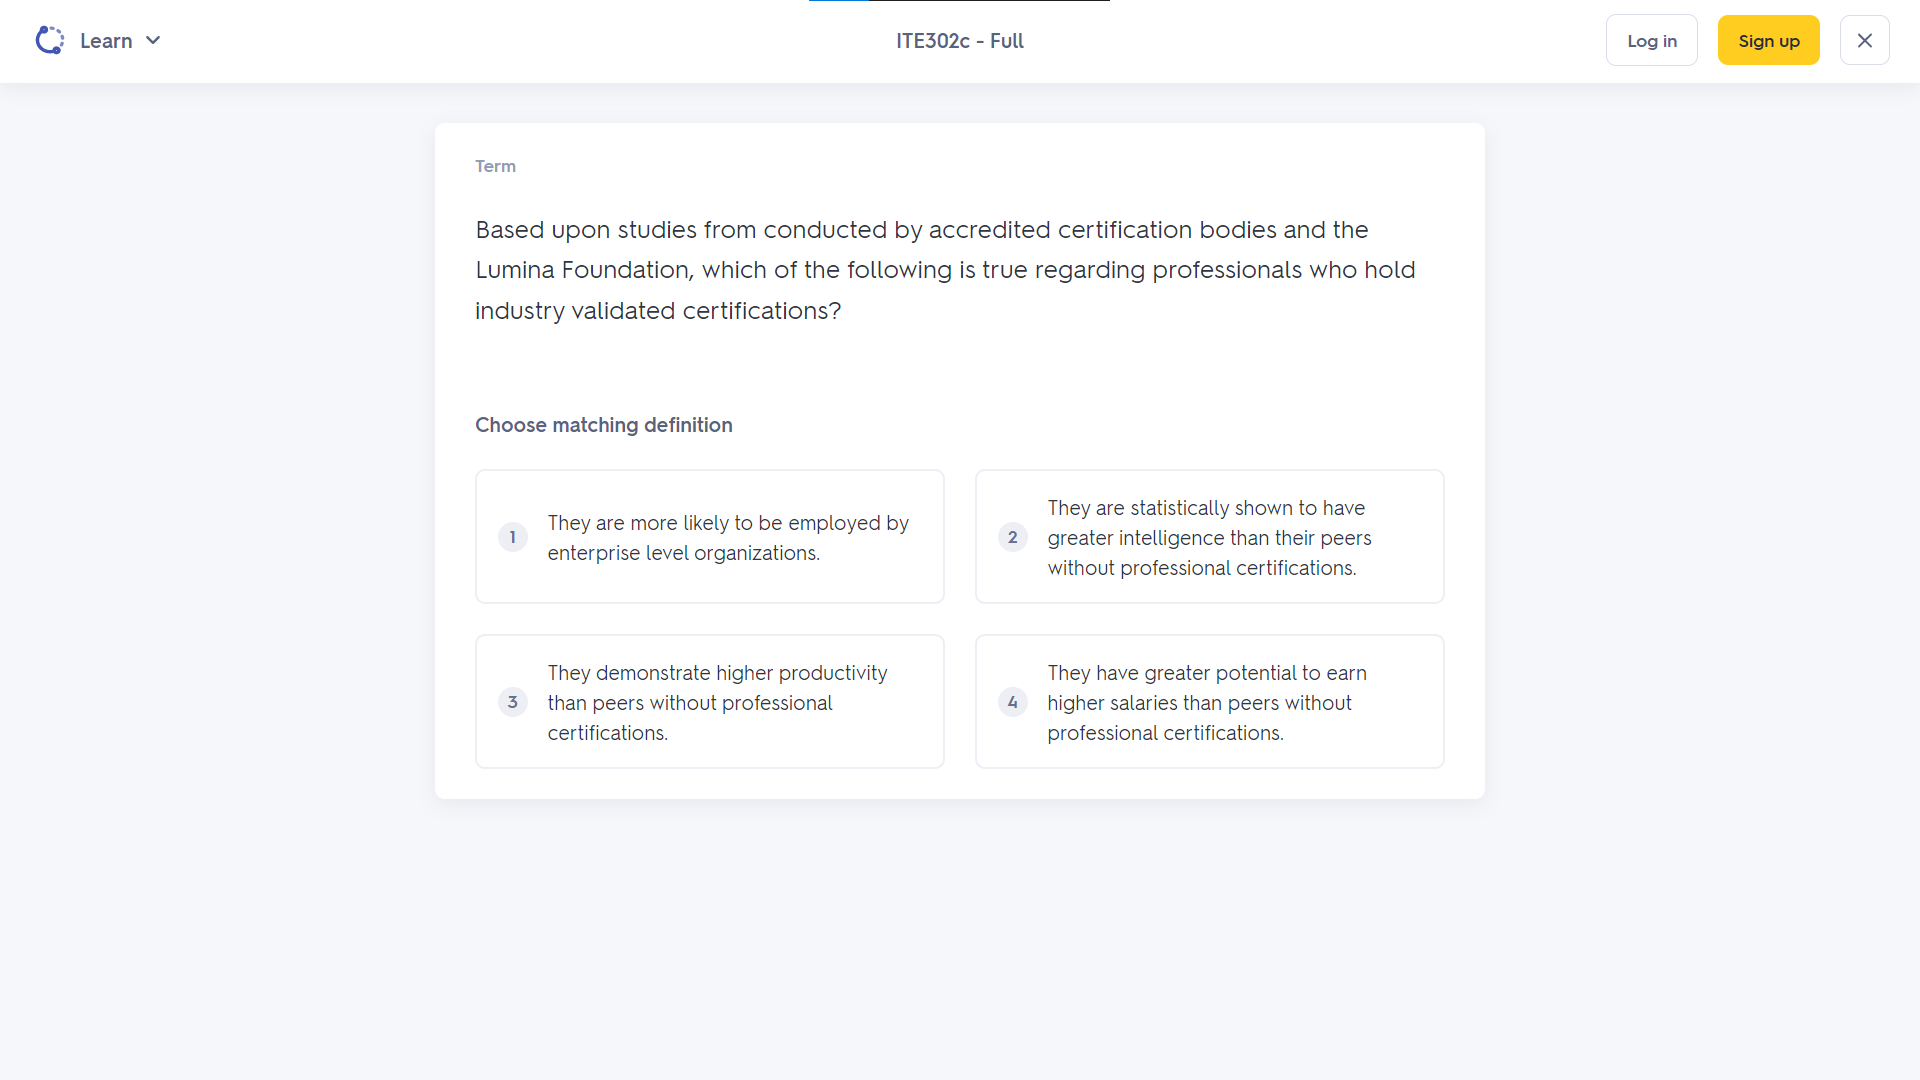 Learn
ITE302c - Full
Log in
Sign up
Term
Based upon studies from conducted by accredited certification bodies and the
Lumina Foundation, which of the following is true regarding professionals who hold
industry validated certifications?
Choose matching definition
1
They are more likely to be employed by
enterprise level organizations.
2
They are statistically shown to have
greater intelligence than their peers
without professional certifications.
3
They demonstrate higher productivity
than peers without professional
certifications.
4
They have greater potential to earn
higher salaries than peers without
professional certifications.